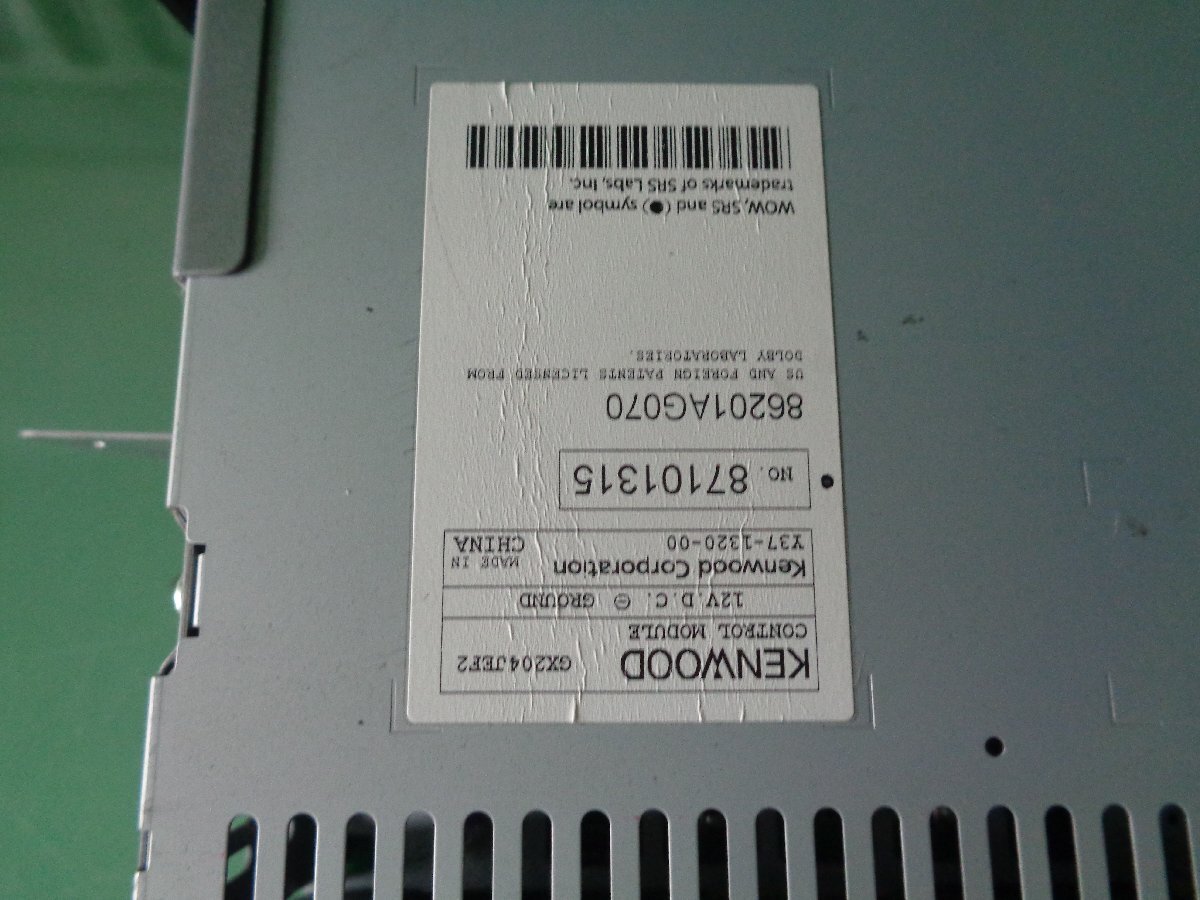 KENWOOD GX204JEF2
CONTROL MODULE
12V.D.C. ⊖ GROUND
Kenwood Corporation MADE IN
Y37-1320-00 CHINA
NO. 87101315
86201AG070
US AND FOREIGN PATENTS LICENSED FROM
DOLBY LABORATORIES.
WOW, SRS and (●) symbol are
trademarks of SRS Labs, Inc.